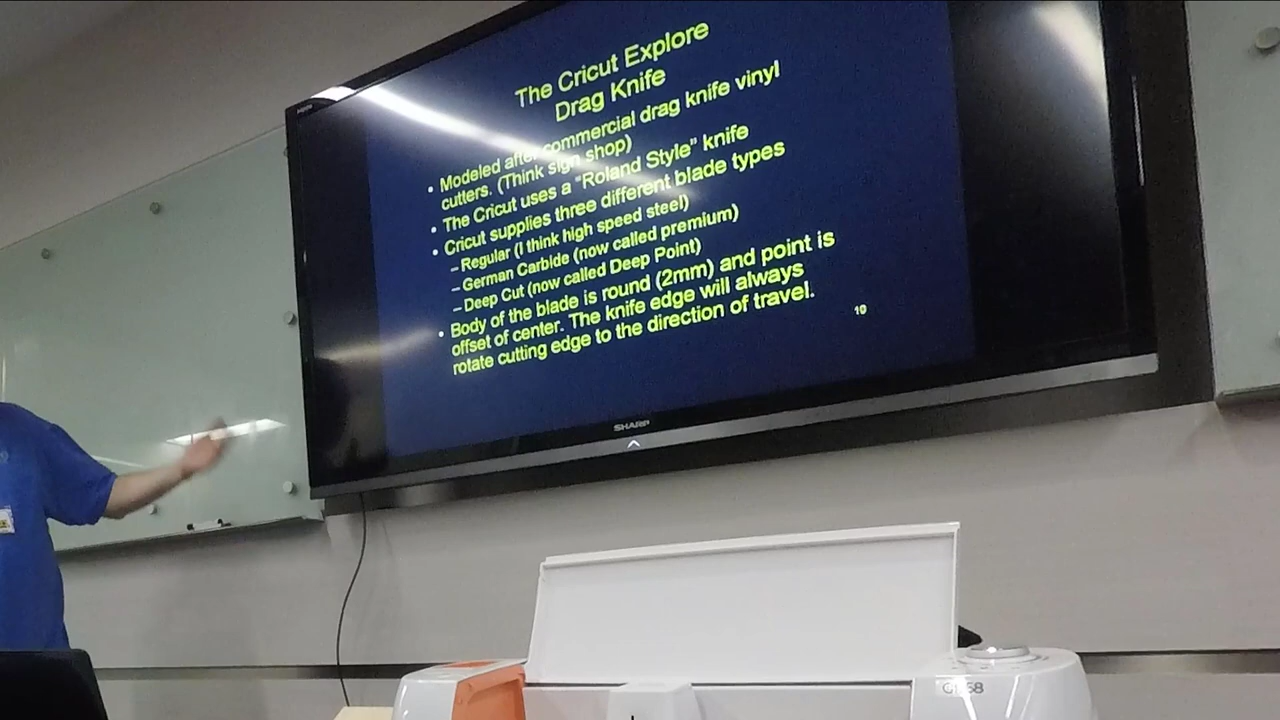 The Cricut Explore
Drag Knife
• Modeled after commercial drag knife vinyl
cutters. (Think sign shop)
• The Cricut uses a "Roland Style" knife
• Cricut supplies three different blade types
– Regular (I think high speed steel)
– German Carbide (now called premium)
– Deep Cut (now called Deep Point)
• Body of the blade is round (2mm) and point is
offset of center. The knife edge will always
rotate cutting edge to the direction of travel.
10
SHARP